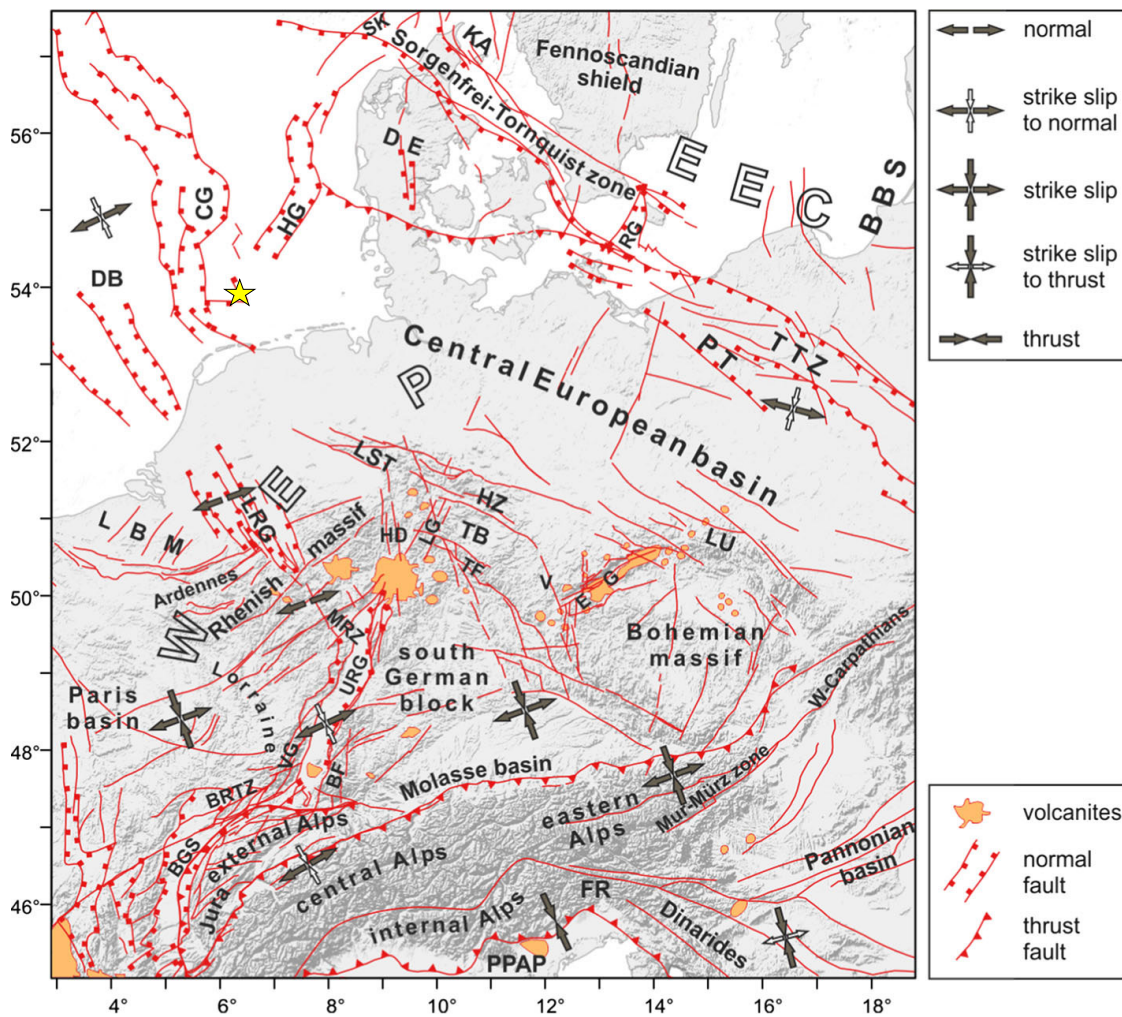 SK
KA
Sorgenfrei-Tornquist zone
Fennoscandian
shield
56°
D E
E E C
BBS
CG
HG
RG
DB
54°
Central European basin
P
PT
TTZ
52°
LST
E
LRG
HZ
L B M
massif
HD
LG
TB
LU
TF
Ardennes
Rhenish
V
E G
50°
MRZ
W
Bohemian
massif
W-Carpathians
south
German
block
URG
Lorraine
Paris
basin
48°
VG
BF
Molasse basin
BRTZ
eastern
Alps
Mur-Mürz zone
external Alps
central Alps
BGS
Pannonian
basin
Jura
46°
internal Alps
FR
Dinarides
PPAP
4°
6°
8°
10°
12°
14°
16°
18°
normal
strike slip
to normal
strike slip
strike slip
to thrust
thrust
volcanites
normal
fault
thrust
fault